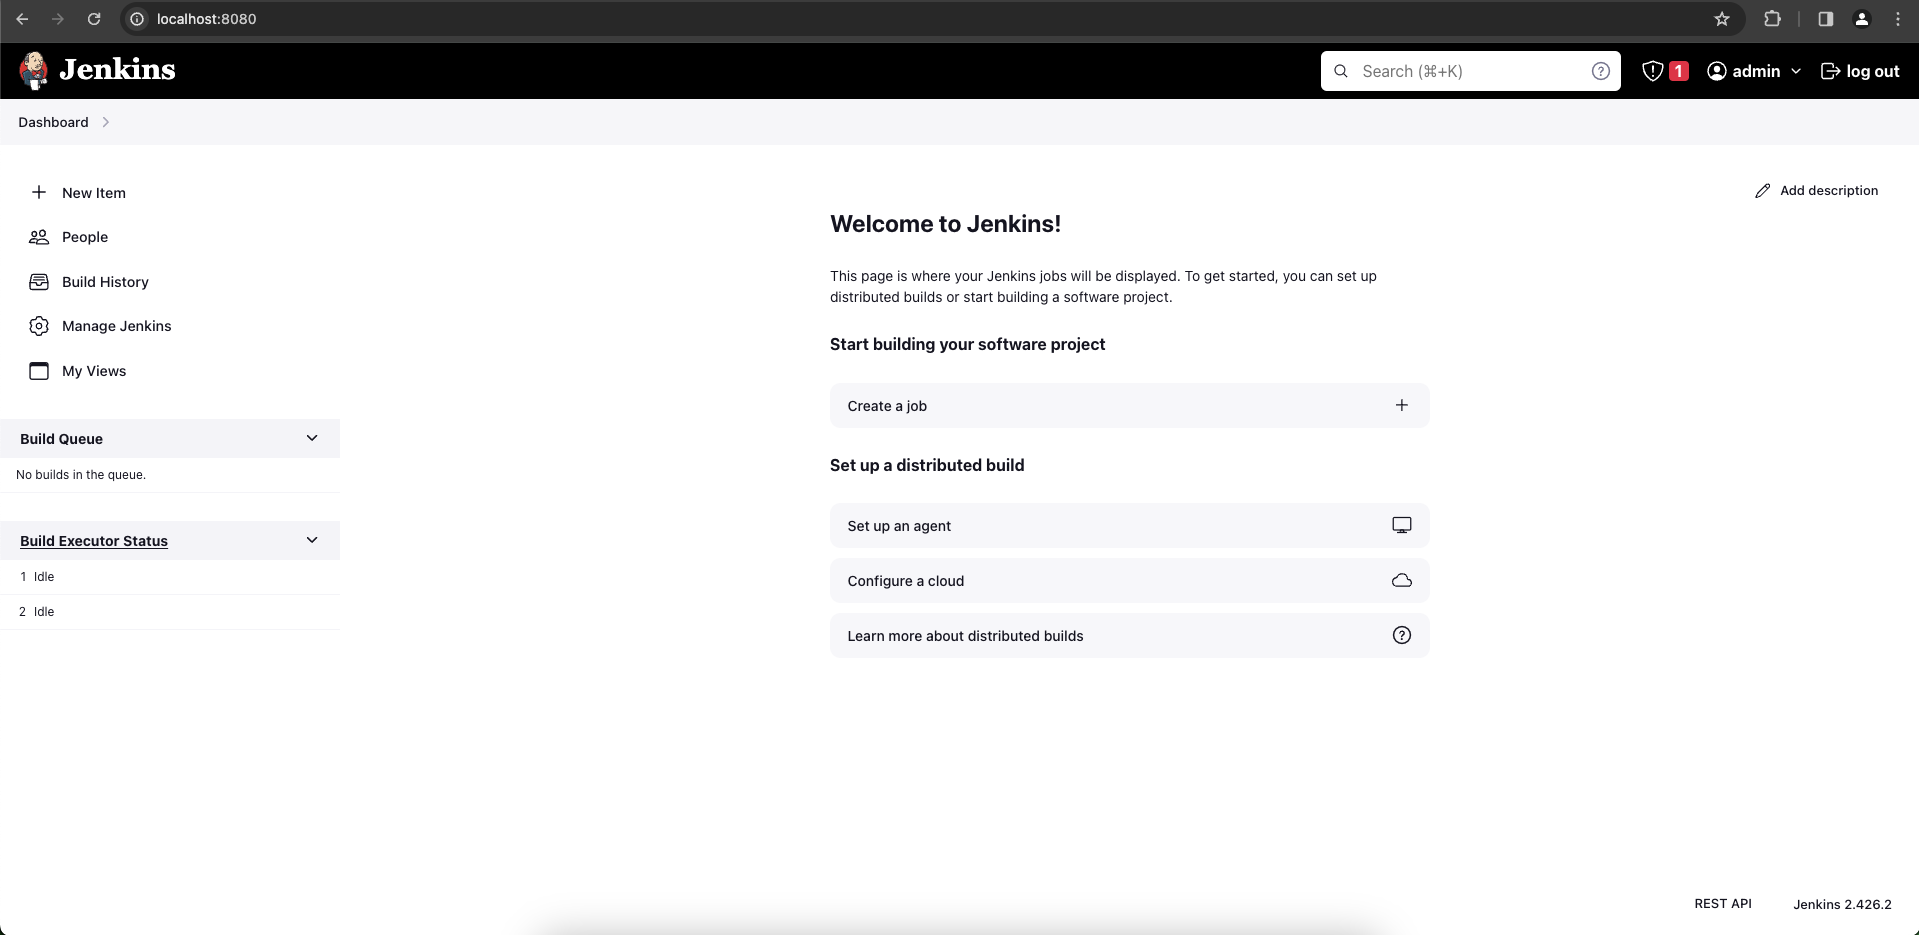 localhost:8080
Jenkins
Search (⌘+K)
1
admin
log out
Dashboard
New Item
People
Build History
Manage Jenkins
My Views
Build Queue
No builds in the queue.
Build Executor Status
1 Idle
2 Idle
Add description
Welcome to Jenkins!
This page is where your Jenkins jobs will be displayed. To get started, you can set up
distributed builds or start building a software project.
Start building your software project
Create a job
Set up a distributed build
Set up an agent
Configure a cloud
Learn more about distributed builds
REST API
Jenkins 2.426.2